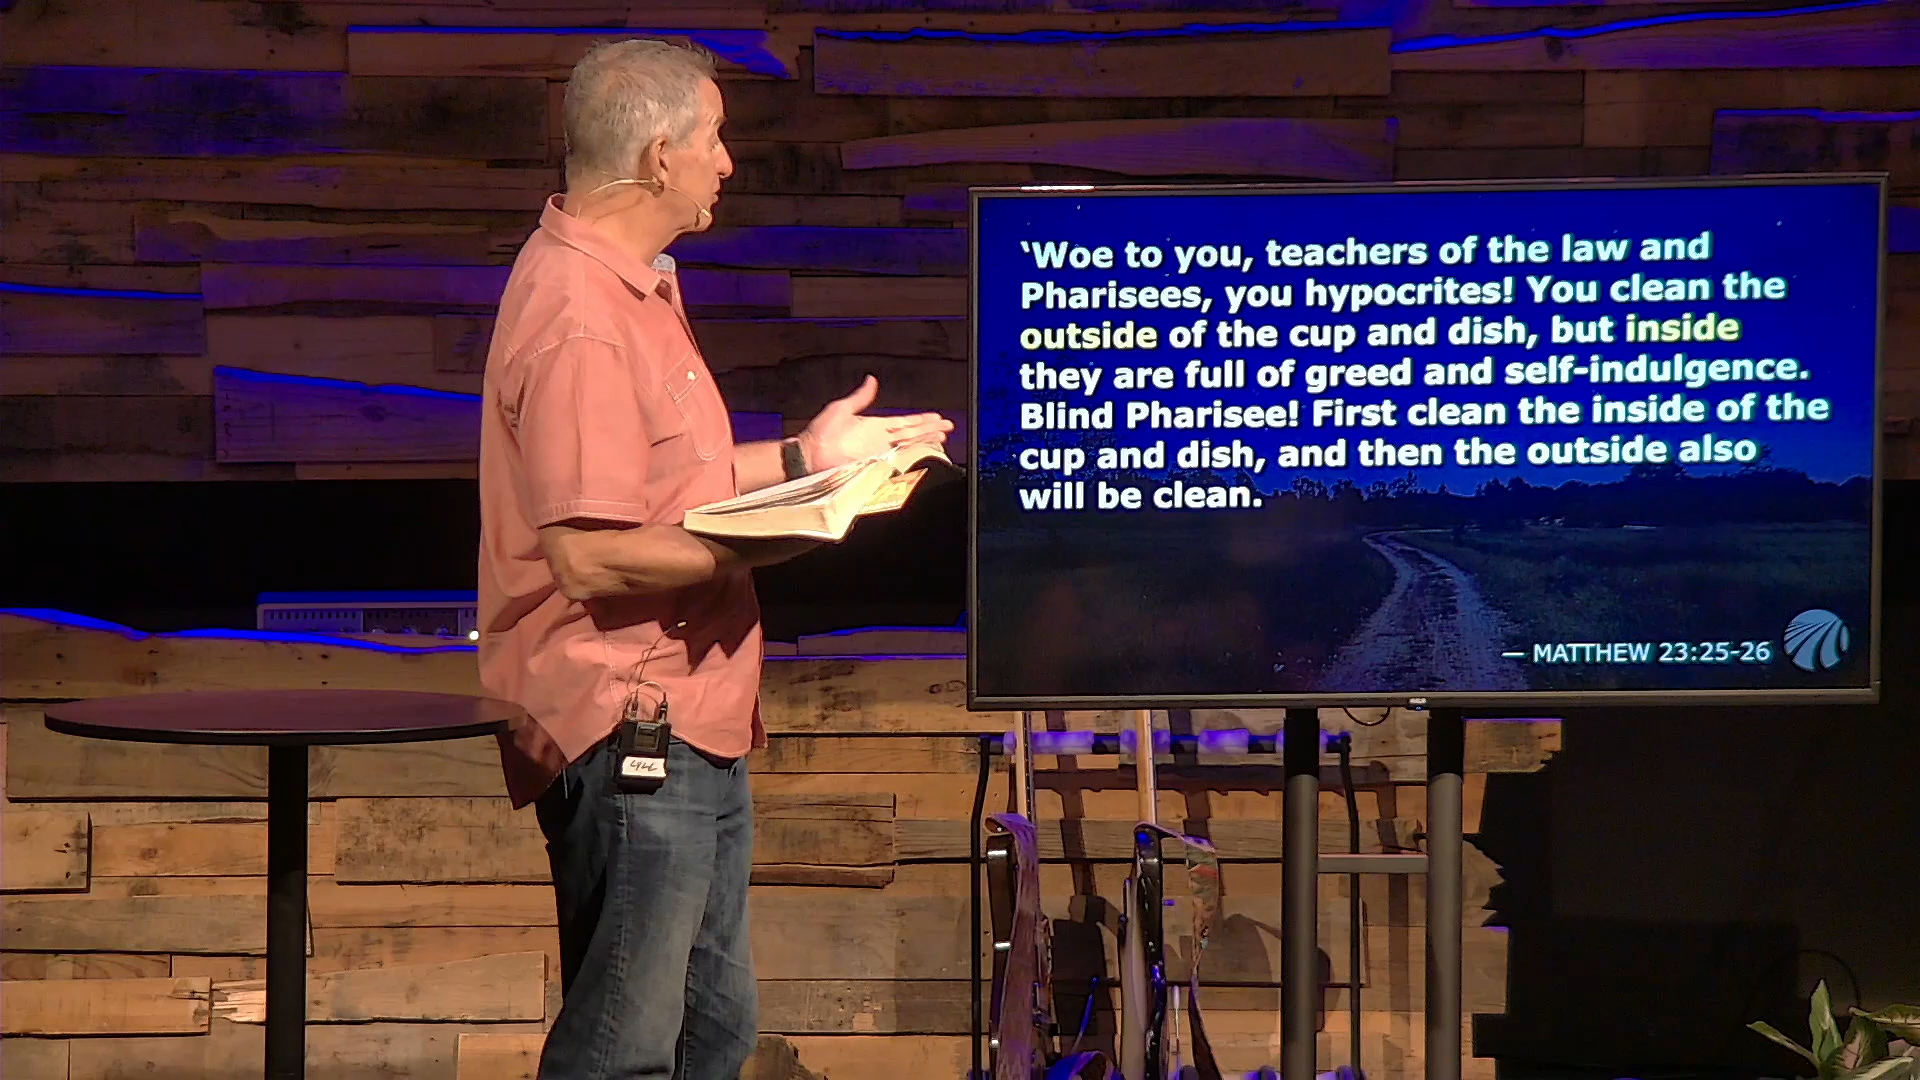 ‘Woe to you, teachers of the law and
Pharisees, you hypocrites! You clean the
outside of the cup and dish, but inside
they are full of greed and self-indulgence.
Blind Pharisee! First clean the inside of the
cup and dish, and then the outside also
will be clean.
— MATTHEW 23:25-26